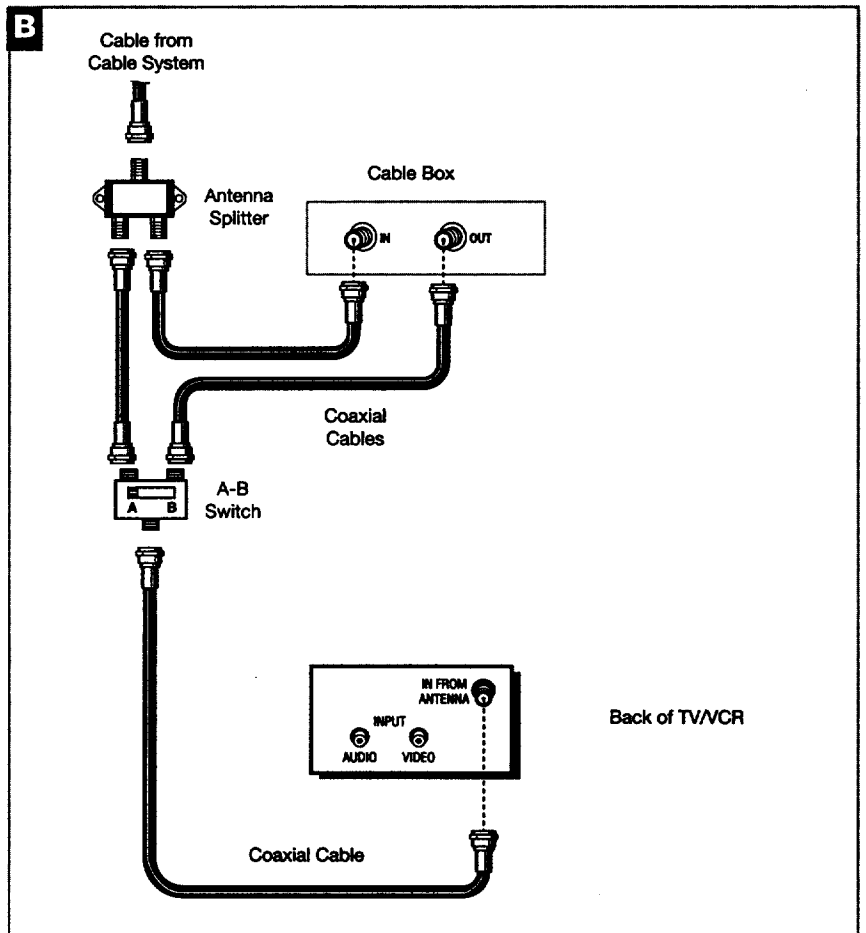 B
Cable from
Cable System
Antenna
Splitter
Cable Box
IN
OUT
Coaxial
Cables
A-B
Switch
A B
IN FROM
ANTENNA
INPUT
AUDIO VIDEO
Back of TV/VCR
Coaxial Cable